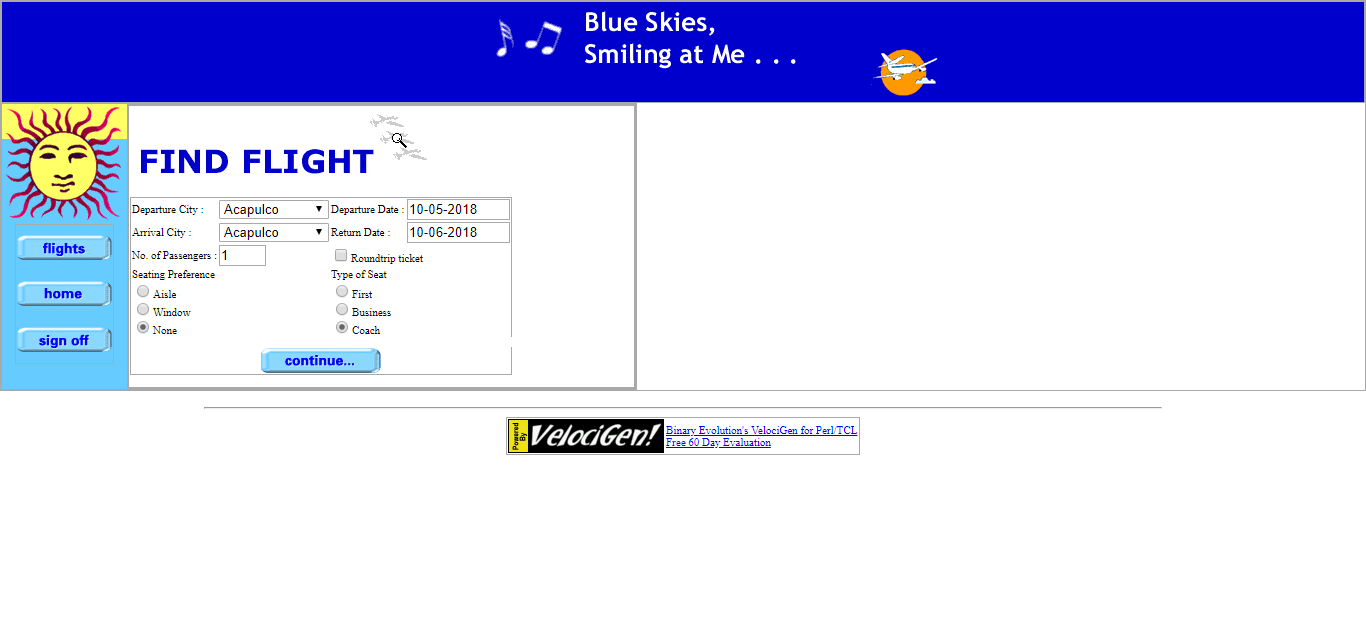 Blue Skies,
Smiling at Me . . .
FIND FLIGHT
flights
home
sign off
Departure City : Acapulco Departure Date : 10-05-2018
Arrival City : Acapulco Return Date : 10-06-2018
No. of Passengers : 1 Roundtrip ticket
Seating Preference Type of Seat
Aisle First
Window Business
None Coach
continue...
Powered By VelociGen! Binary Evolution's VelociGen for Perl/TCL
Free 60 Day Evaluation